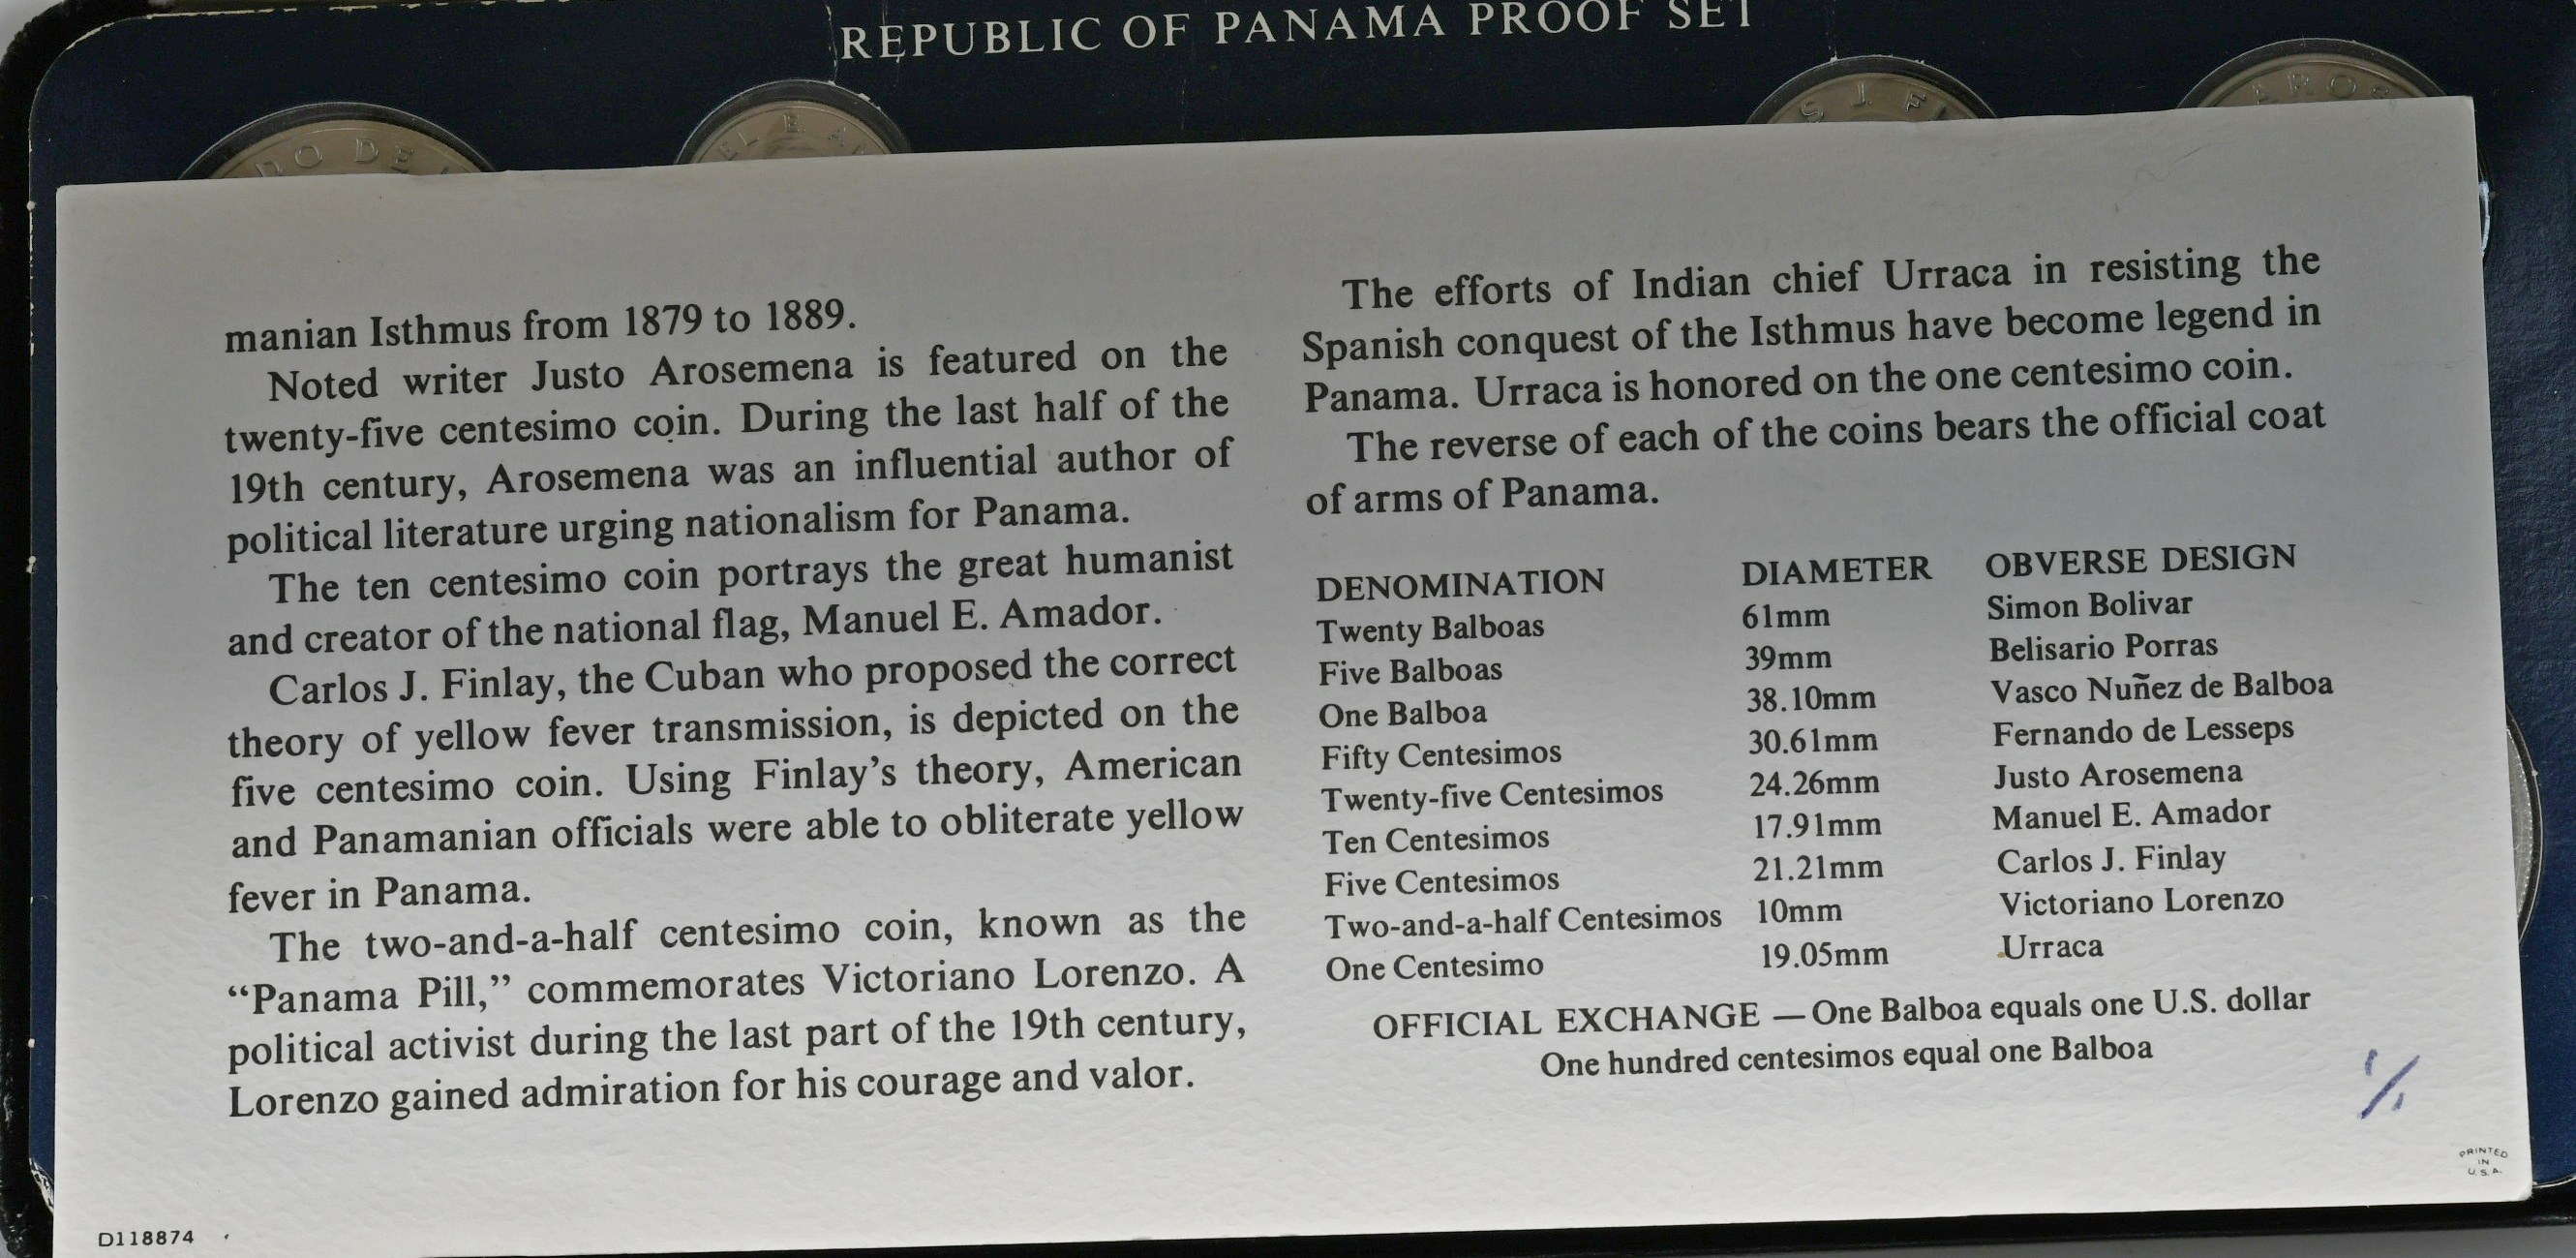 REPUBLIC OF PANAMA PROOF SET
DO DE
EL E A
S J. F
AROS
manian Isthmus from 1879 to 1889.
Noted writer Justo Arosemena is featured on the
twenty-five centesimo coin. During the last half of the
19th century, Arosemena was an influential author of
political literature urging nationalism for Panama.
The ten centesimo coin portrays the great humanist
and creator of the national flag, Manuel E. Amador.
Carlos J. Finlay, the Cuban who proposed the correct
theory of yellow fever transmission, is depicted on the
five centesimo coin. Using Finlay’s theory, American
and Panamanian officials were able to obliterate yellow
fever in Panama.
The two-and-a-half centesimo coin, known as the
“Panama Pill,” commemorates Victoriano Lorenzo. A
political activist during the last part of the 19th century,
Lorenzo gained admiration for his courage and valor.
The efforts of Indian chief Urraca in resisting the
Spanish conquest of the Isthmus have become legend in
Panama. Urraca is honored on the one centesimo coin.
The reverse of each of the coins bears the official coat
of arms of Panama.
DENOMINATION DIAMETER OBVERSE DESIGN
Twenty Balboas 61mm Simon Bolivar
Five Balboas 39mm Belisario Porras
One Balboa 38.10mm Vasco Nuñez de Balboa
Fifty Centesimos 30.61mm Fernando de Lesseps
Twenty-five Centesimos 24.26mm Justo Arosemena
Ten Centesimos 17.91mm Manuel E. Amador
Five Centesimos 21.21mm Carlos J. Finlay
Two-and-a-half Centesimos 10mm Victoriano Lorenzo
One Centesimo 19.05mm Urraca
OFFICIAL EXCHANGE — One Balboa equals one U.S. dollar
One hundred centesimos equal one Balboa
1/1
PRINTED
IN
U.S.A.
D118874